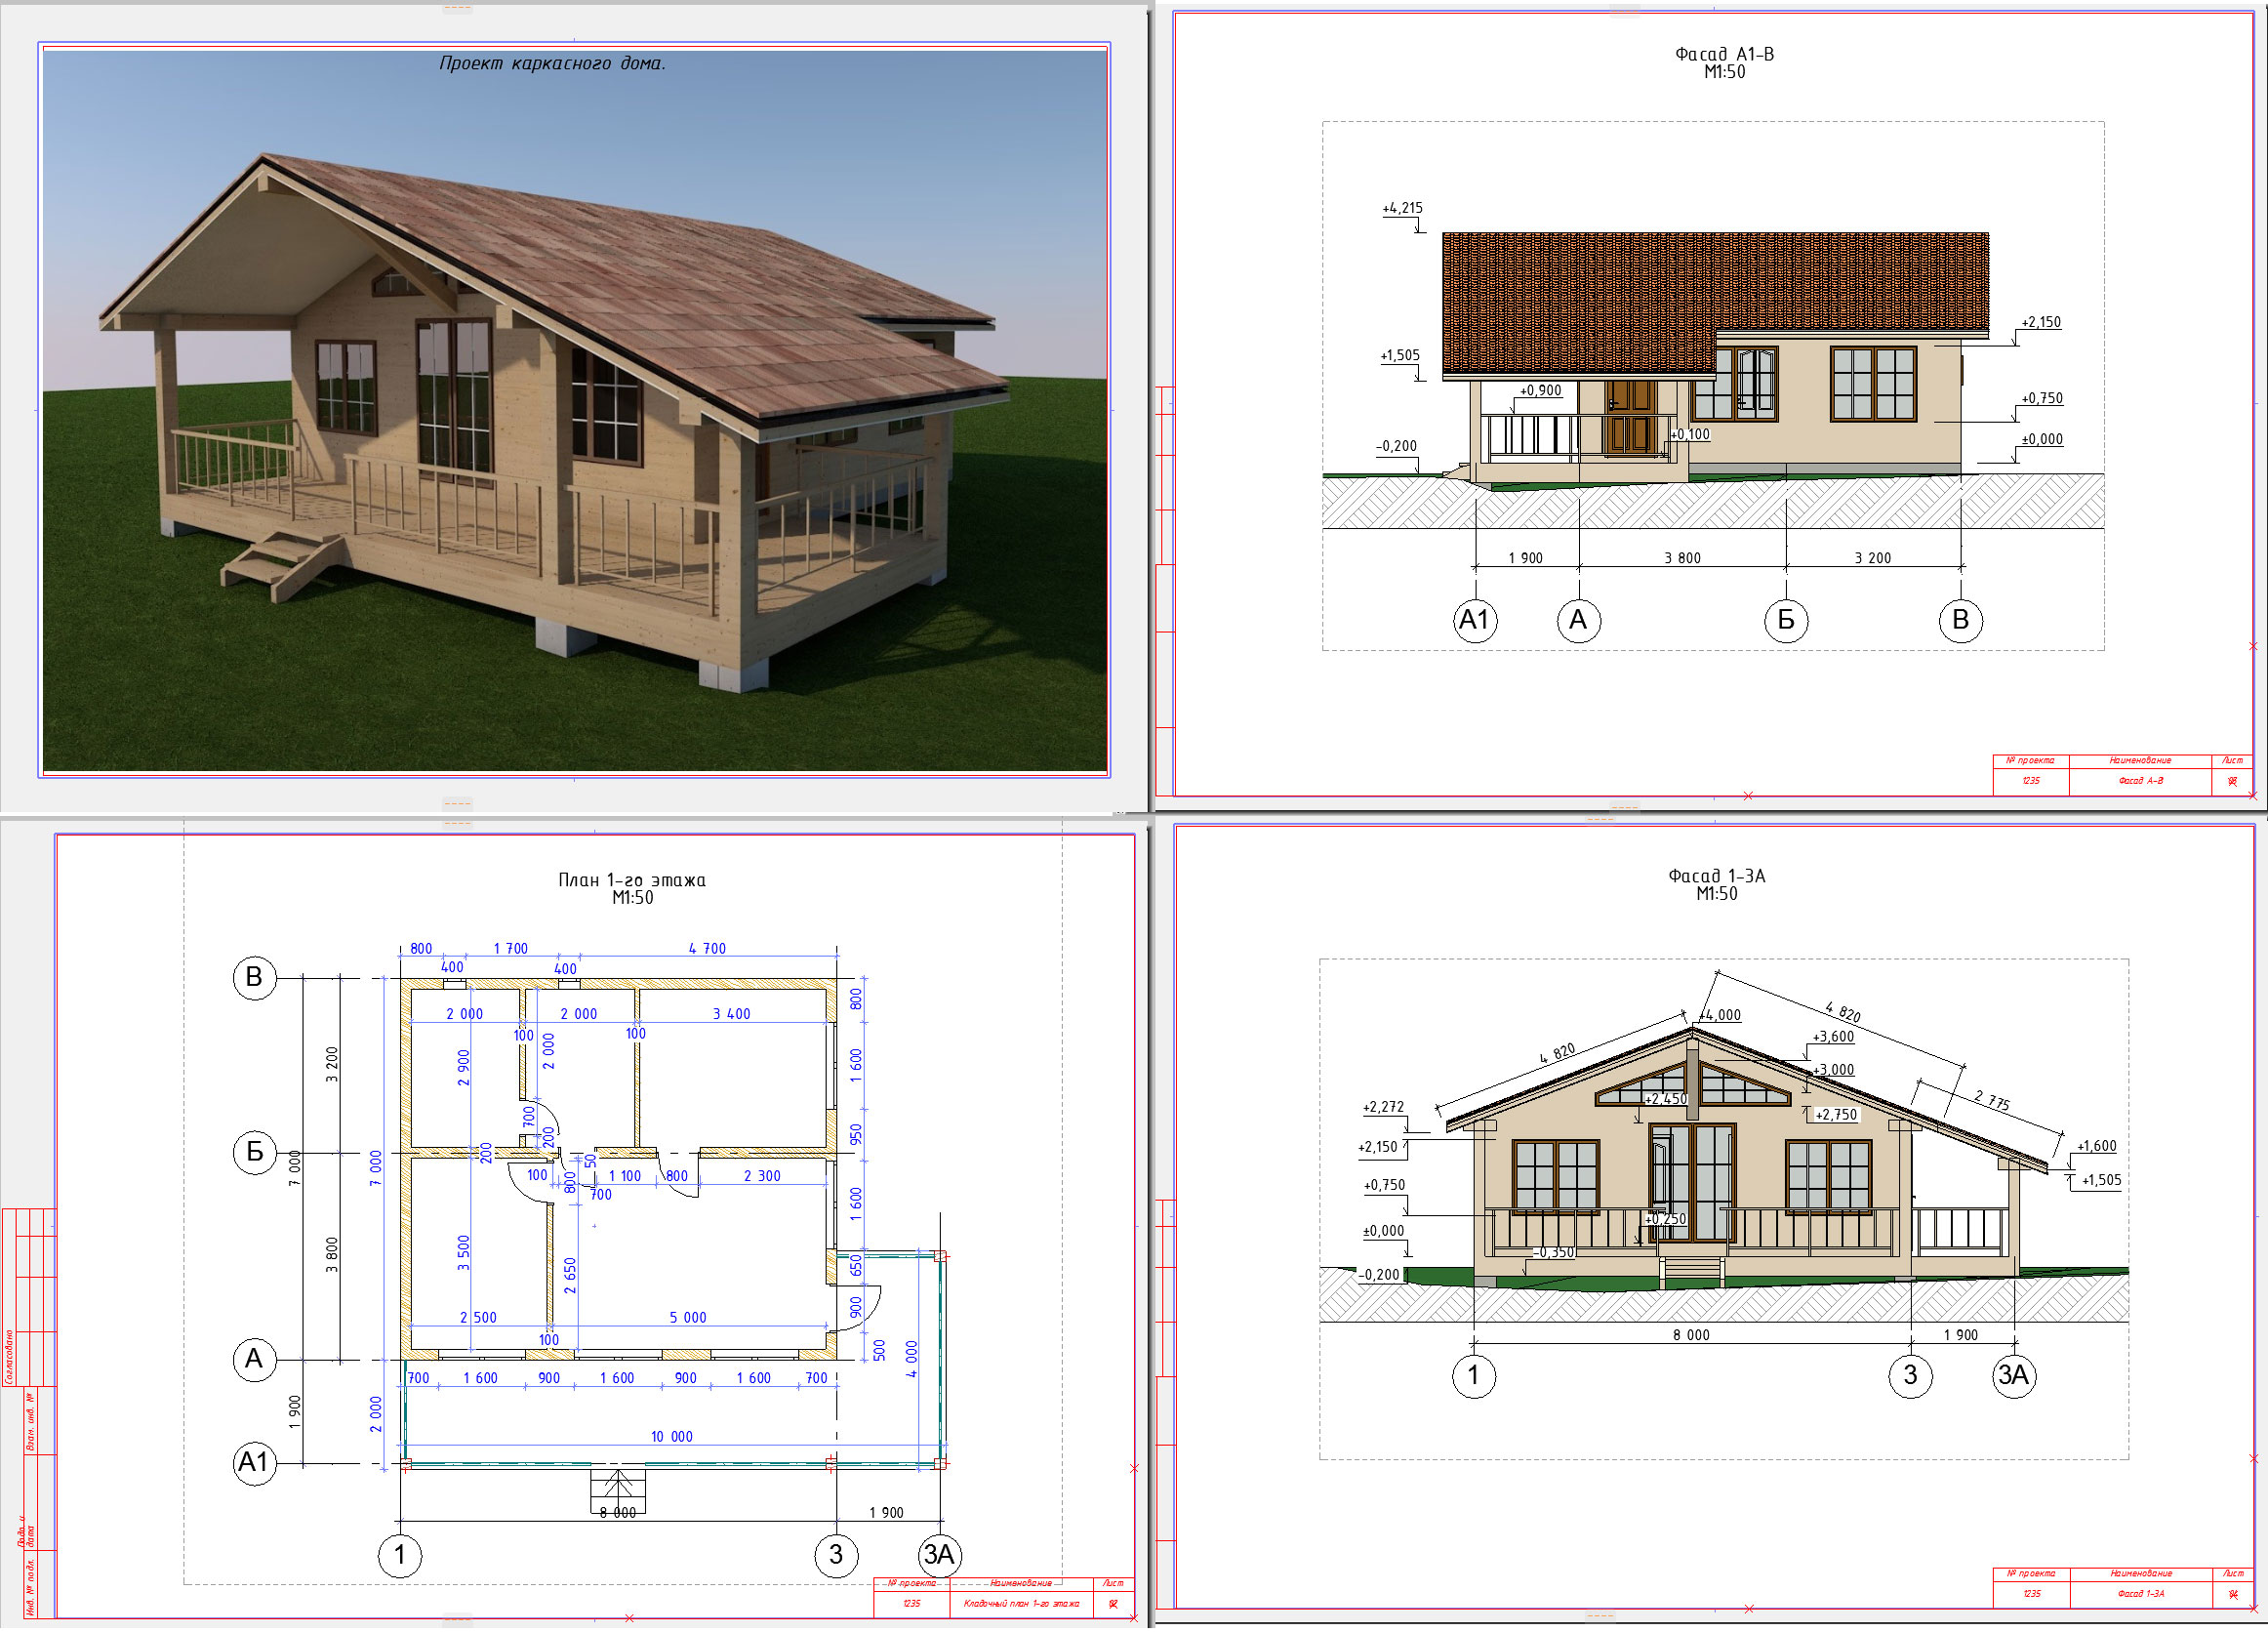 Проект каркасного дома.
Фасад А1-В
М1:50
+4,215
+2,150
+1,505
+0,900
+0,750
+0,100
±0,000
-0,200
1 900
3 800
3 200
А1
А
Б
В
№ проекта
Наименование
Лист
1235
Фасад А-В
План 1-го этажа
М1:50
800
1 700
4 700
400
400
В
2 000
2 000
3 400
100
100
800
3 200
2 900
2 000
1 600
700
200
950
Б
7 000
7 000
200
100
800
50
700
1 100
800
2 300
1 600
3 800
3 500
2 650
650
900
2 500
5 000
100
500
4 000
А
700
1 600
900
1 600
900
1 600
700
1 900
2 000
10 000
А1
8 000
1 900
1
3
3А
Согласовано
Взам. инв. №
Подп. и дата
Инв. № подл.
№ проекта
Наименование
Лист
1235
Кладочный план 1-го этажа
Фасад 1-3А
М1:50
4 820
4 820
+4,000
+3,600
+3,000
2 775
+2,450
+2,272
+2,750
+2,150
+1,600
+1,505
+0,750
+0,250
±0,000
-0,350
-0,200
8 000
1 900
1
3
3А
№ проекта
Наименование
Лист
1235
Фасад 1-3А